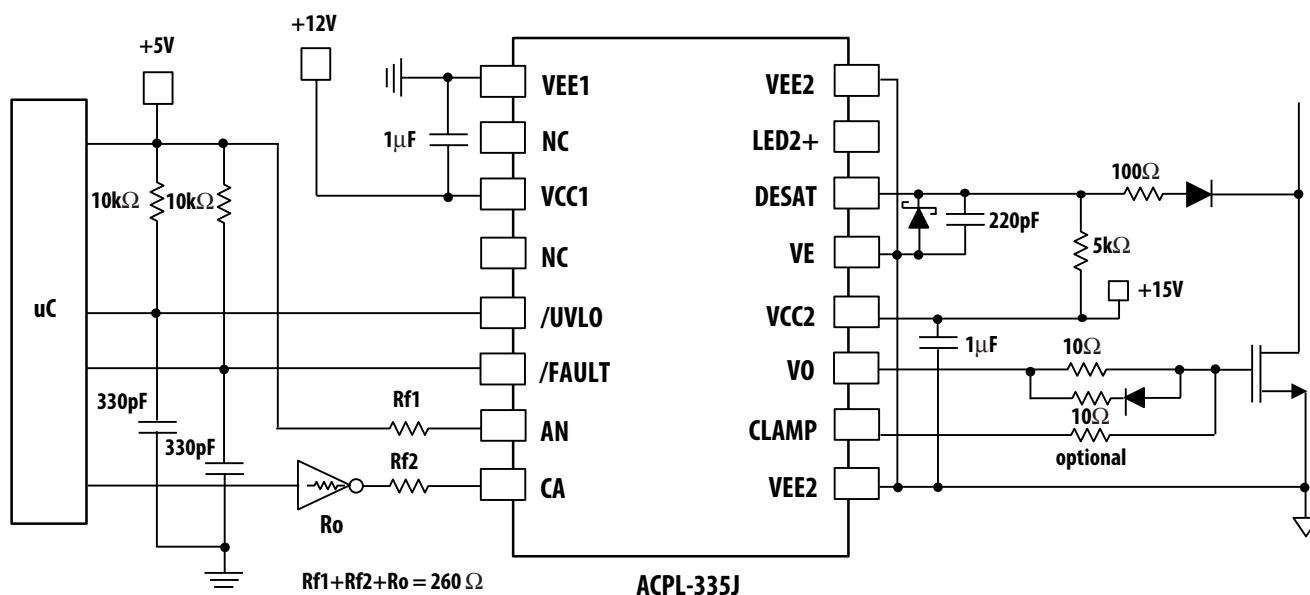 +12V
+5V
VEE1
VEE2
1μF
NC
LED2+
10kΩ
10kΩ
VCC1
DESAT
100Ω
220pF
NC
VE
5kΩ
uC
+15V
/UVLO
VCC2
1μF
/FAULT
VO
10Ω
330pF
Rf1
AN
CLAMP
10Ω
330pF
optional
Rf2
CA
VEE2
Ro
Rf1+Rf2+Ro = 260 Ω
ACPL-335J